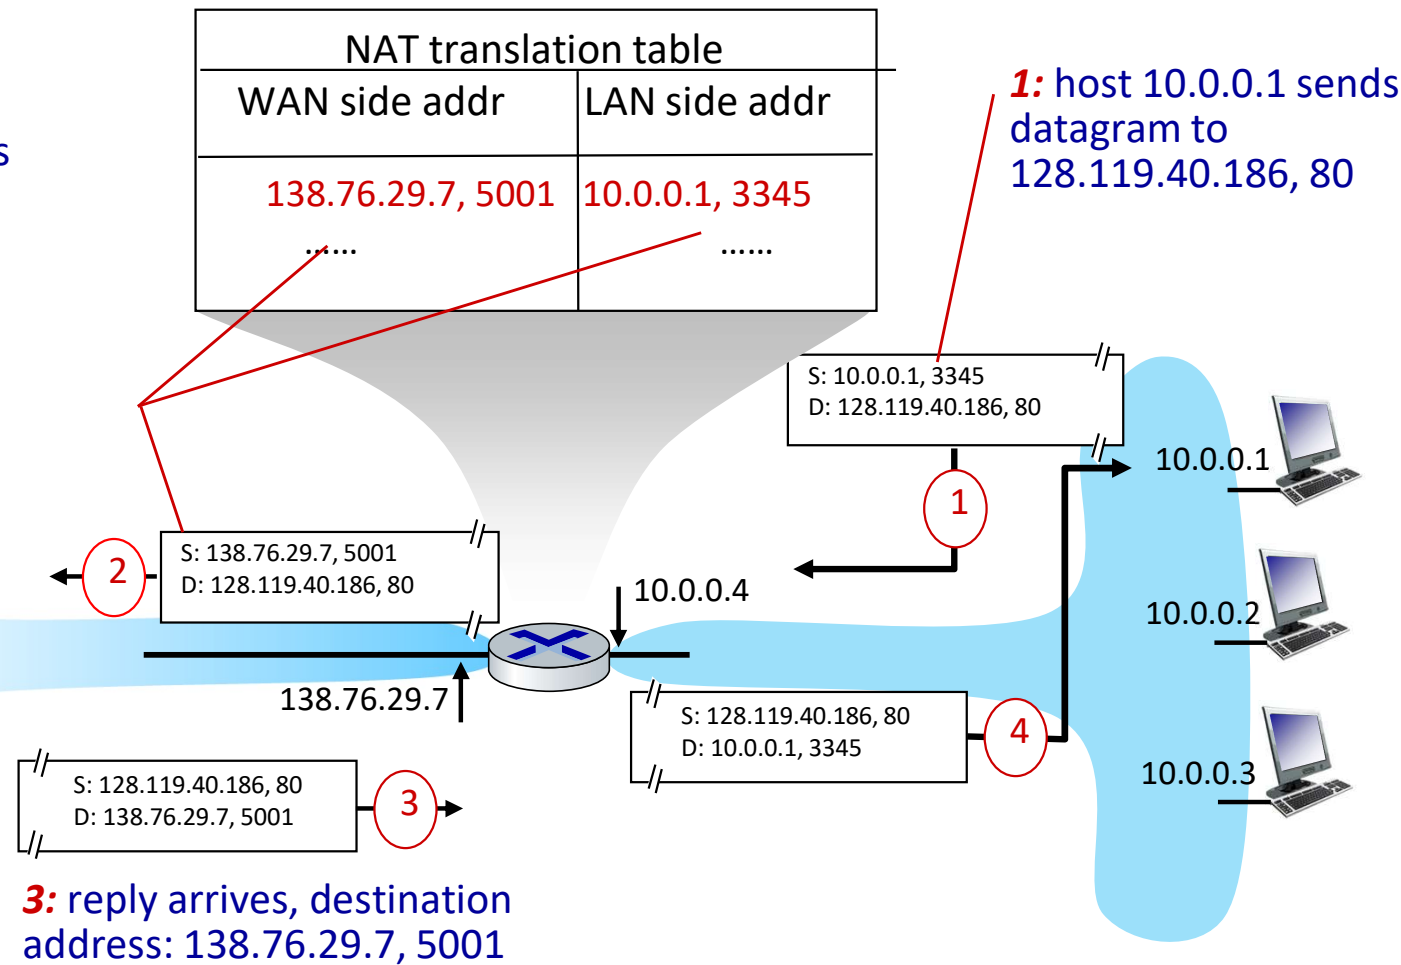 NAT translation table
WAN side addr LAN side addr
138.76.29.7, 5001 10.0.0.1, 3345
...... ......
1: host 10.0.0.1 sends
datagram to
128.119.40.186, 80
s
S: 10.0.0.1, 3345
D: 128.119.40.186, 80
1
10.0.0.1
2
S: 138.76.29.7, 5001
D: 128.119.40.186, 80
10.0.0.4
10.0.0.2
138.76.29.7
S: 128.119.40.186, 80
D: 10.0.0.1, 3345
4
10.0.0.3
S: 128.119.40.186, 80
D: 138.76.29.7, 5001
3
3: reply arrives, destination
address: 138.76.29.7, 5001